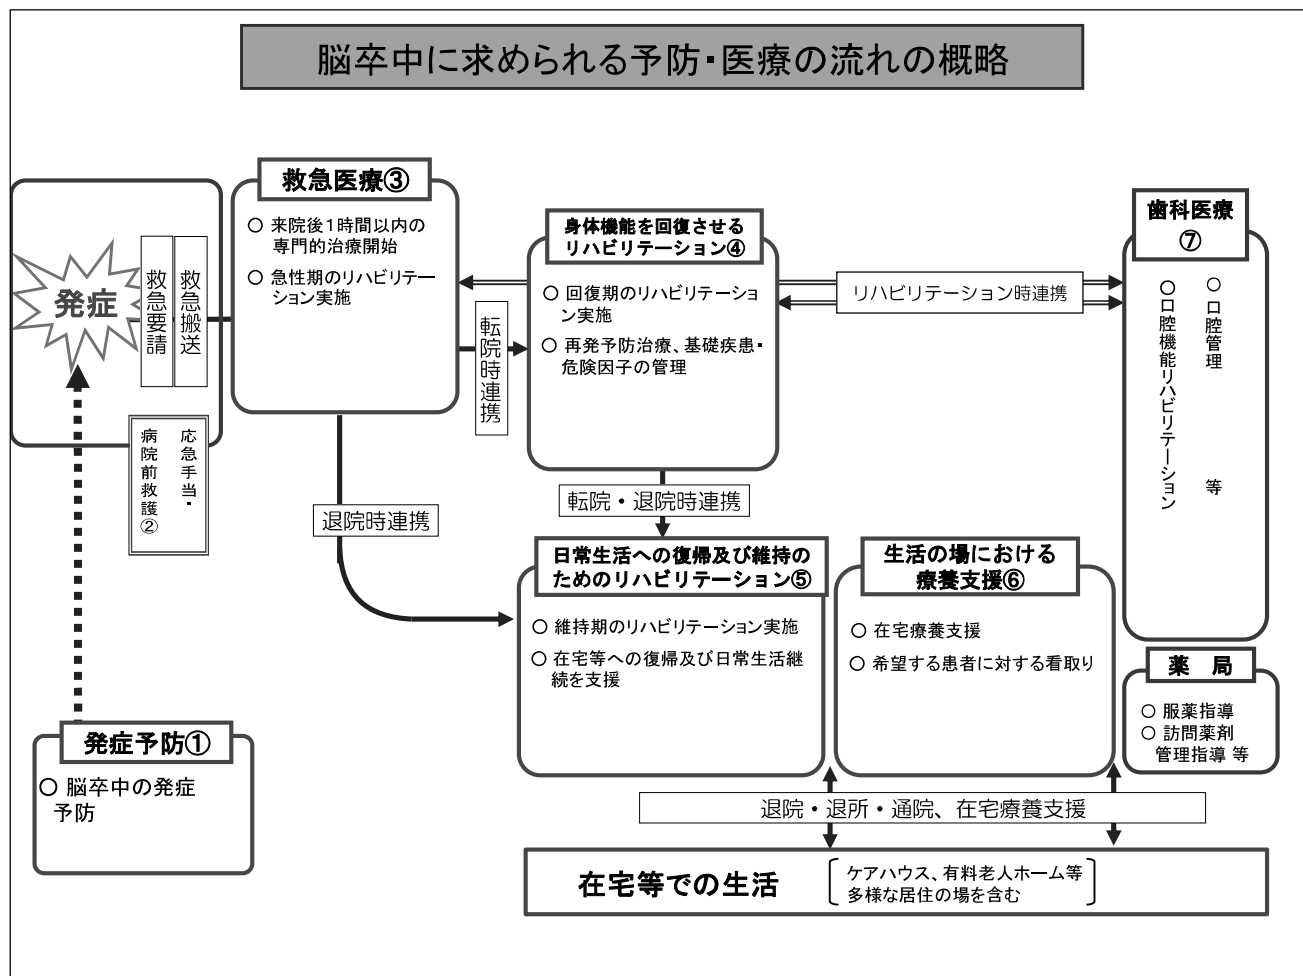 脳卒中に求められる予防・医療の流れの概略
発症
救急要請
救急搬送
応急手当・
病院前救護②
救急医療③
○ 来院後1時間以内の
専門的治療開始
○ 急性期のリハビリテー
ション実施
転院時連携
身体機能を回復させる
リハビリテーション④
○ 回復期のリハビリテーショ
ン実施
○ 再発予防治療、基礎疾患・
危険因子の管理
リハビリテーション時連携
歯科医療
⑦
○口腔管理
○口腔機能リハビリテーション
等
退院時連携
転院・退院時連携
日常生活への復帰及び維持の
ためのリハビリテーション⑤
○ 維持期のリハビリテーション実施
○ 在宅等への復帰及び日常生活継
続を支援
生活の場における
療養支援⑥
○ 在宅療養支援
○ 希望する患者に対する看取り
薬　局
○ 服薬指導
○ 訪問薬剤
管理指導 等
発症予防①
○ 脳卒中の発症
予防
退院・退所・通院、在宅療養支援
在宅等での生活
ケアハウス、有料老人ホーム等
多様な居住の場を含む